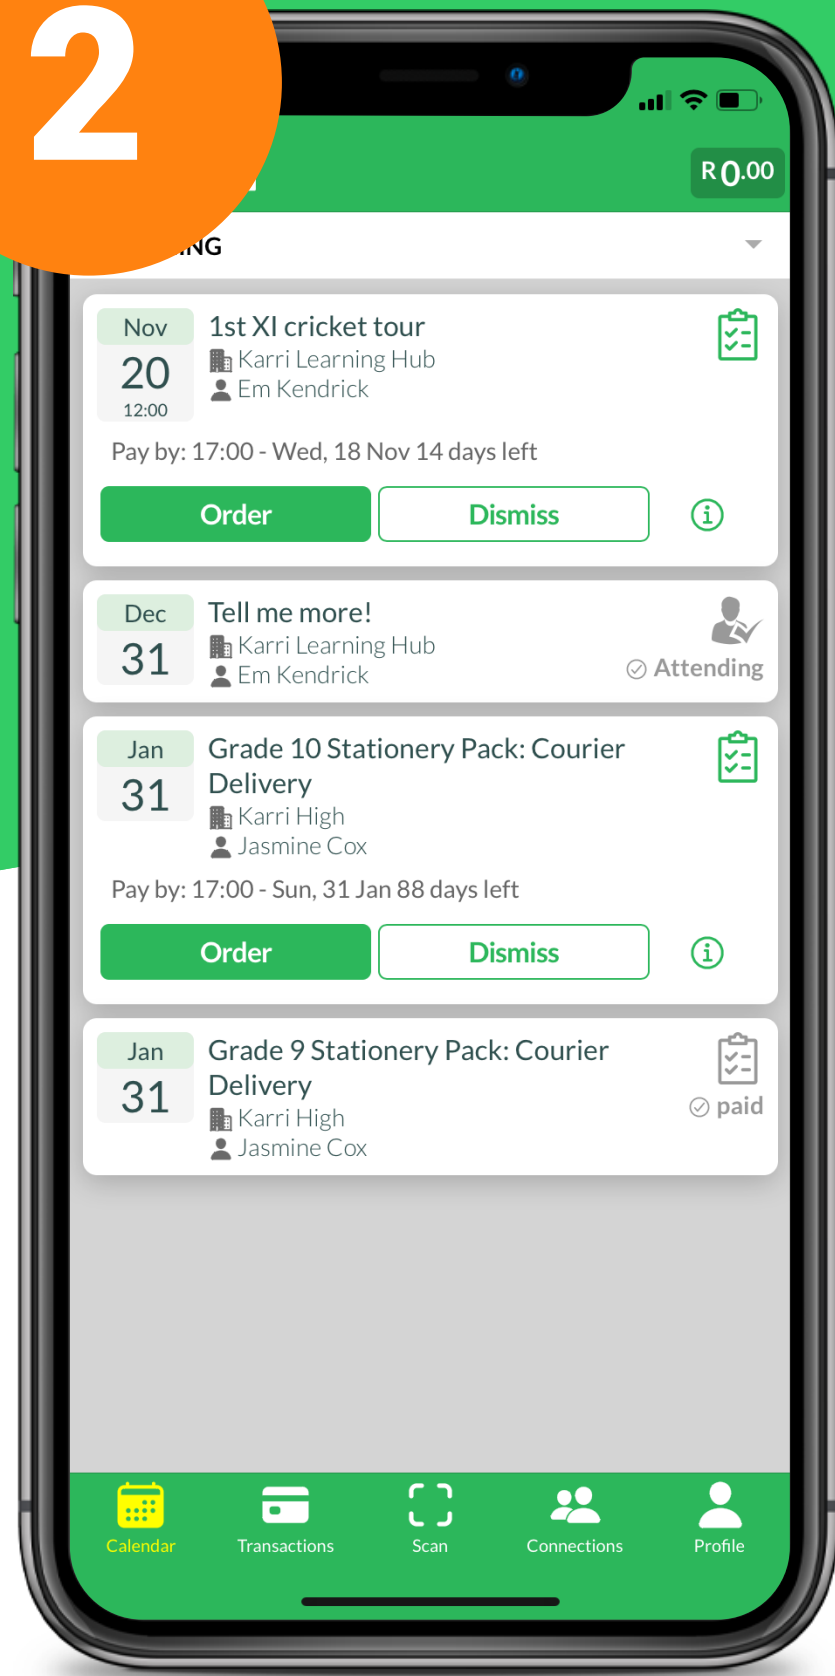 2
R 0.00
Nov
20
12:00
1st XI cricket tour
Karri Learning Hub
Em Kendrick
Pay by: 17:00 - Wed, 18 Nov 14 days left
Order
Dismiss
Dec
31
Tell me more!
Karri Learning Hub
Em Kendrick
Attending
Jan
31
Grade 10 Stationery Pack: Courier
Delivery
Karri High
Jasmine Cox
Pay by: 17:00 - Sun, 31 Jan 88 days left
Order
Dismiss
Jan
31
Grade 9 Stationery Pack: Courier
Delivery
Karri High
Jasmine Cox
paid
Calendar
Transactions
Scan
Connections
Profile